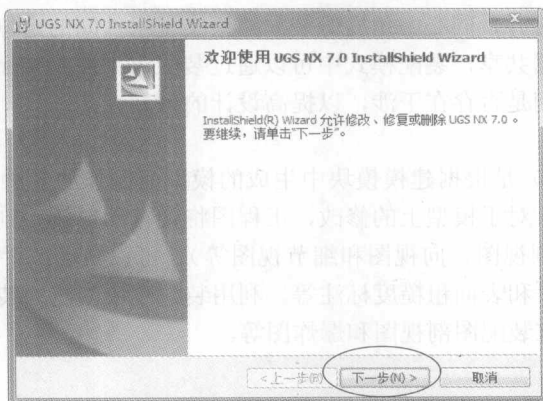 UGS NX 7.0 InstallShield Wizard
欢迎使用 UGS NX 7.0 InstallShield Wizard
InstallShield(R) Wizard 允许修改、修复或删除 UGS NX 7.0。
要继续，请单击“下一步”。
<上一步(B)
下一步(N) >
取消